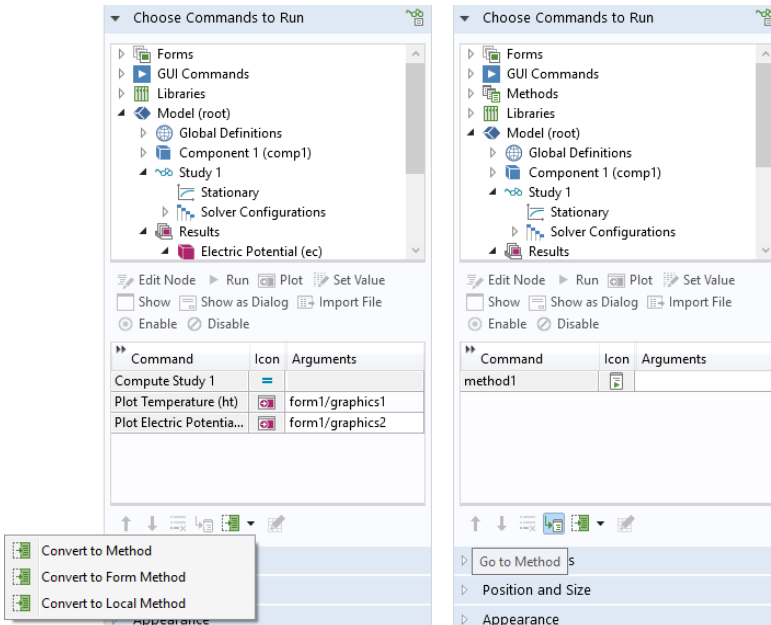 Choose Commands to Run
Forms
GUI Commands
Libraries
Model (root)
Global Definitions
Component 1 (comp1)
Study 1
Stationary
Solver Configurations
Results
Electric Potential (ec)
Edit Node Run Plot Set Value
Show Show as Dialog Import File
Enable Disable
Command Icon Arguments
Compute Study 1
Plot Temperature (ht) form1/graphics1
Plot Electric Potentia... form1/graphics2
Convert to Method
Convert to Form Method
Convert to Local Method
Appearance
Choose Commands to Run
Forms
GUI Commands
Methods
Libraries
Model (root)
Global Definitions
Component 1 (comp1)
Study 1
Stationary
Solver Configurations
Results
Edit Node Run Plot Set Value
Show Show as Dialog Import File
Enable Disable
Command Icon Arguments
method1
Go to Method s
Position and Size
Appearance